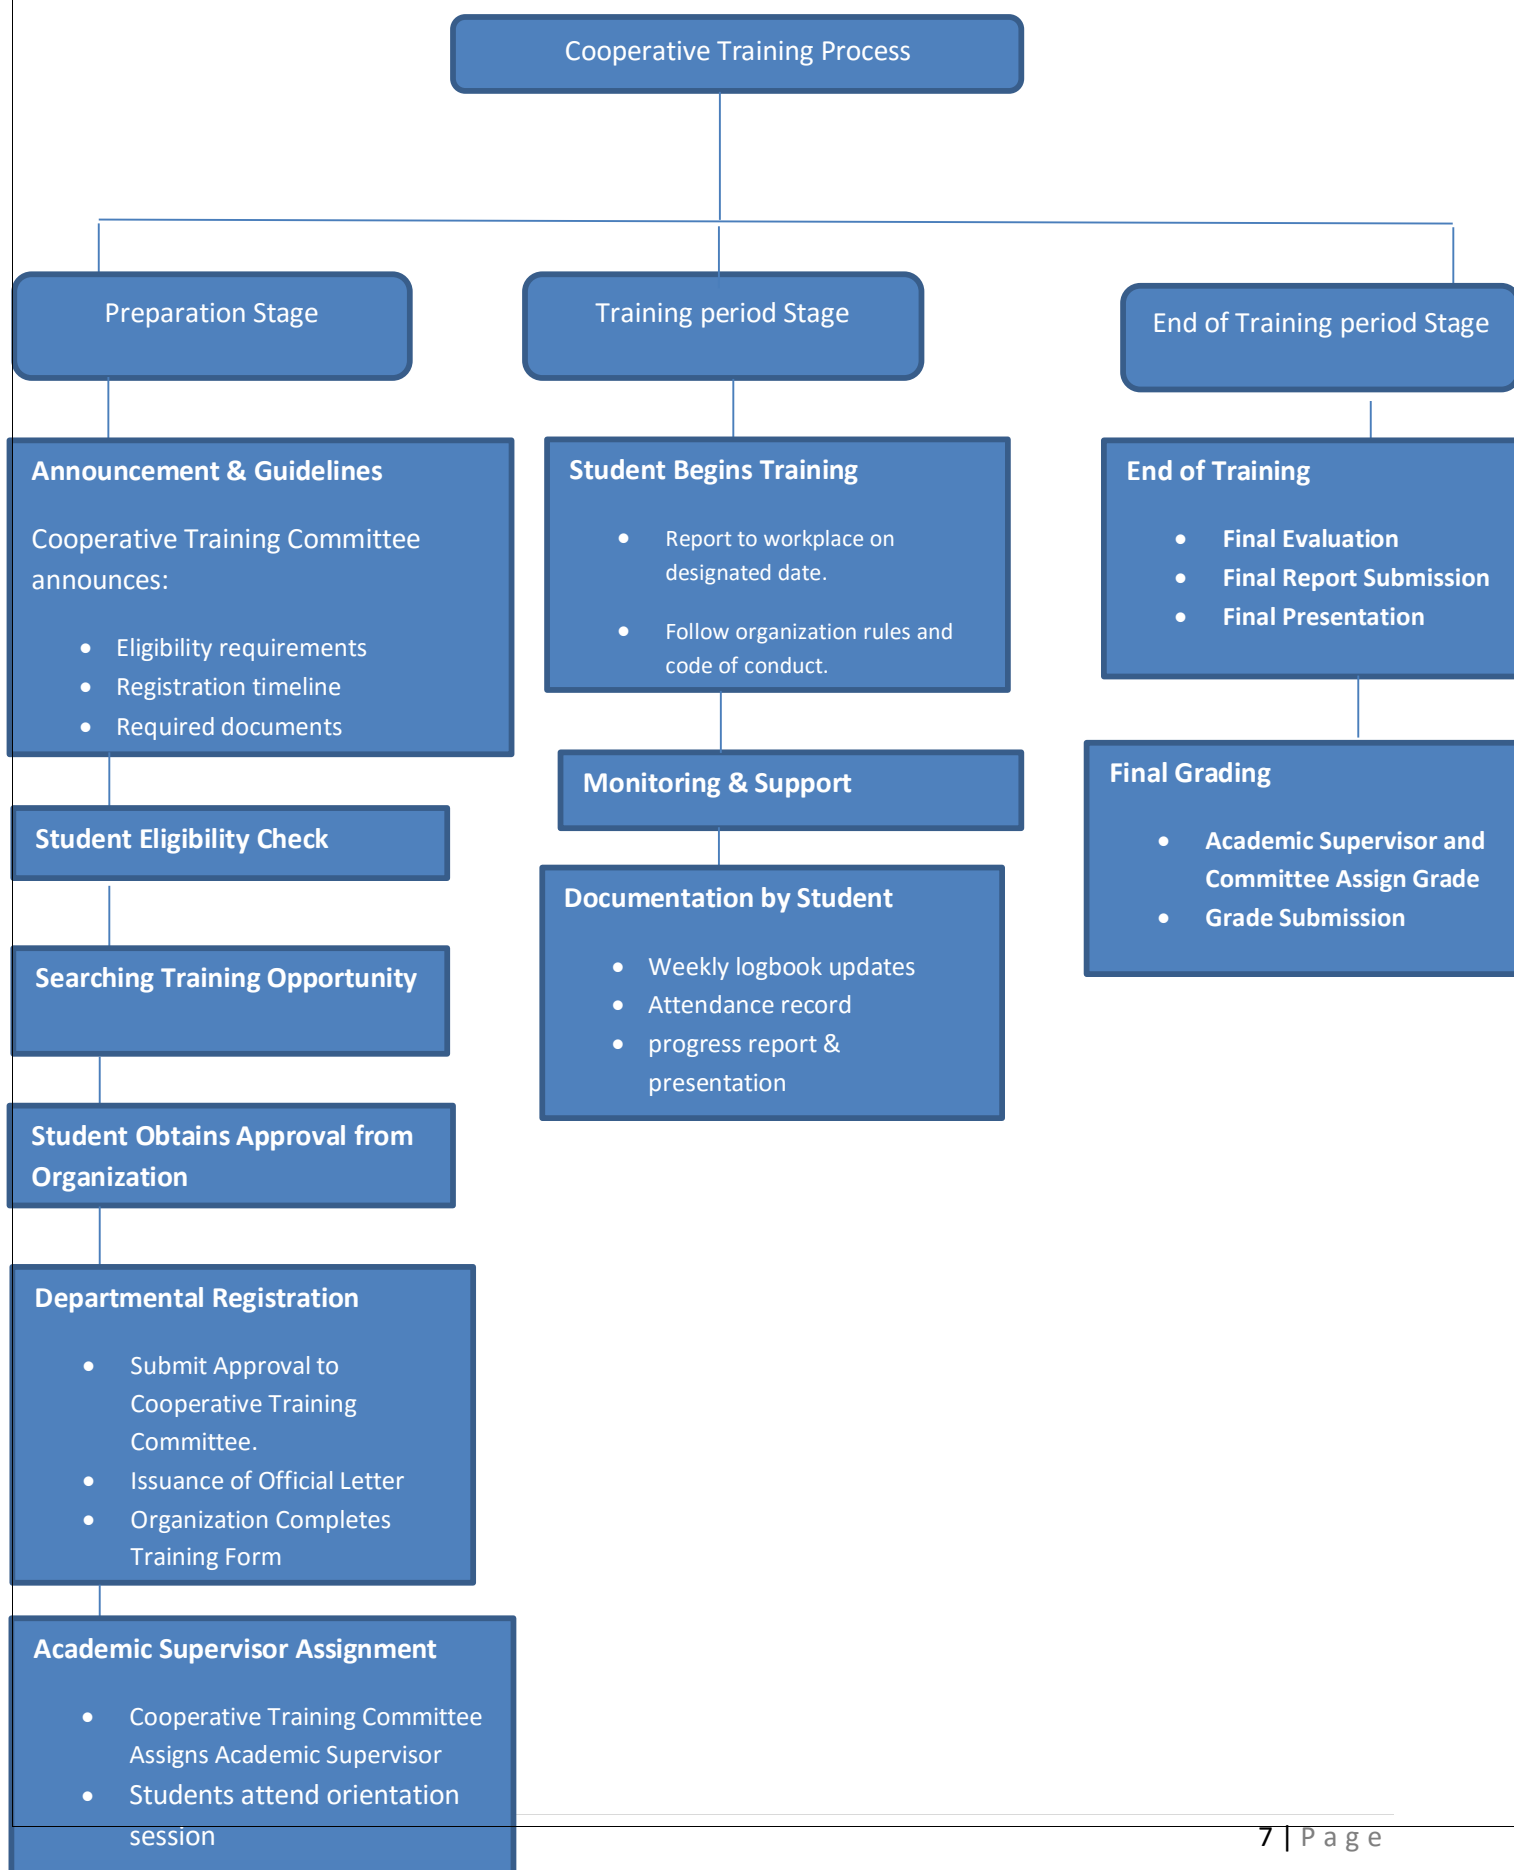 Cooperative Training Process
Preparation Stage
Announcement & Guidelines
Cooperative Training Committee
announces:
• Eligibility requirements
• Registration timeline
• Required documents
Student Eligibility Check
Searching Training Opportunity
Student Obtains Approval from
Organization
Departmental Registration
• Submit Approval to
Cooperative Training
Committee.
• Issuance of Official Letter
• Organization Completes
Training Form
Academic Supervisor Assignment
• Cooperative Training Committee
Assigns Academic Supervisor
• Students attend orientation
session
Training period Stage
Student Begins Training
• Report to workplace on
designated date.
• Follow organization rules and
code of conduct.
Monitoring & Support
Documentation by Student
• Weekly logbook updates
• Attendance record
• progress report &
presentation
End of Training period Stage
End of Training
• Final Evaluation
• Final Report Submission
• Final Presentation
Final Grading
• Academic Supervisor and
Committee Assign Grade
• Grade Submission
7 | Page